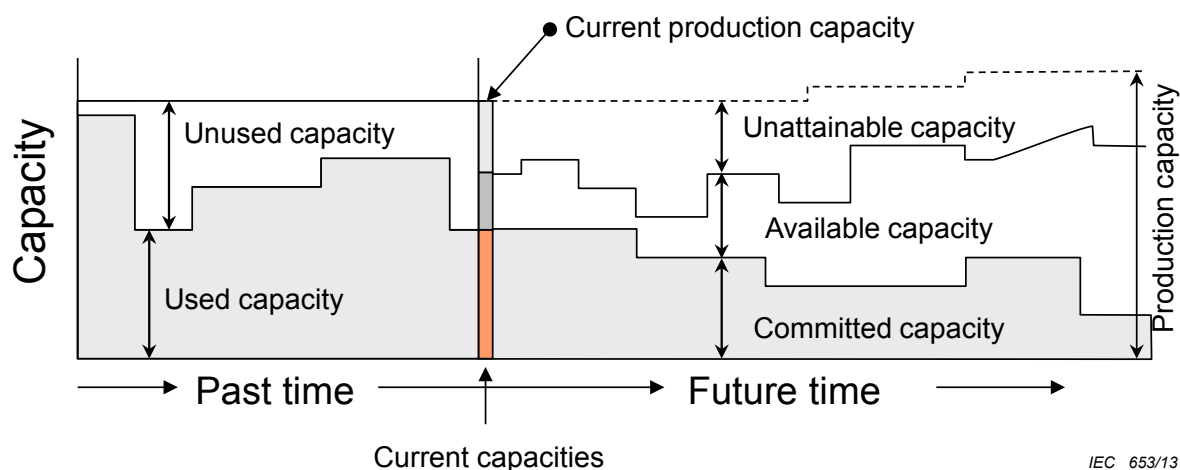 Current production capacity
Capacity
Unused capacity
Unattainable capacity
Production capacity
Used capacity
Available capacity
Committed capacity
Past time
Future time
Current capacities
IEC 653/13